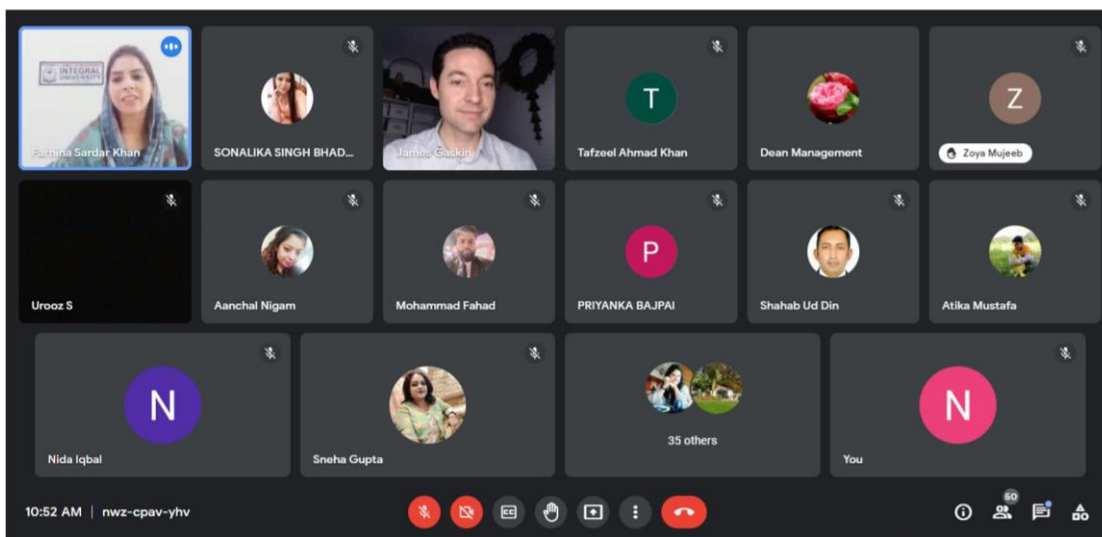 INTEGRAL
UNIVERSITY
Farhina Sardar Khan
SONALIKA SINGH BHAD...
James Gaskin
T
Tafzeel Ahmad Khan
Dean Management
Z
Zoya Mujeeb
Urooz S
Aanchal Nigam
Mohammad Fahad
P
PRIYANKA BAJPAI
Shahab Ud Din
Atika Mustafa
N
Nida Iqbal
Sneha Gupta
35 others
N
You
10:52 AM | nwz-cpav-yhv
CC
50